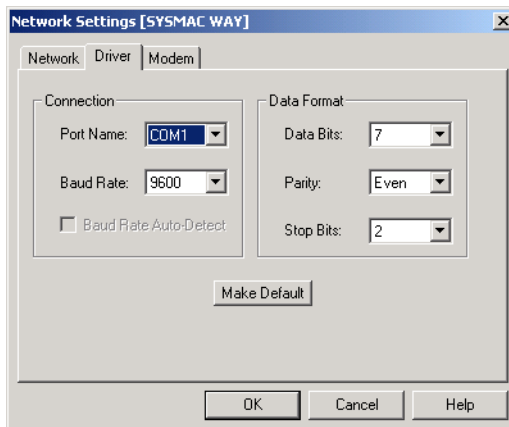 Network Settings [SYSMAC WAY]
Network Driver Modem
Connection
Port Name: COM1
Baud Rate: 9600
Baud Rate Auto-Detect
Data Format
Data Bits: 7
Parity: Even
Stop Bits: 2
Make Default
OK Cancel Help